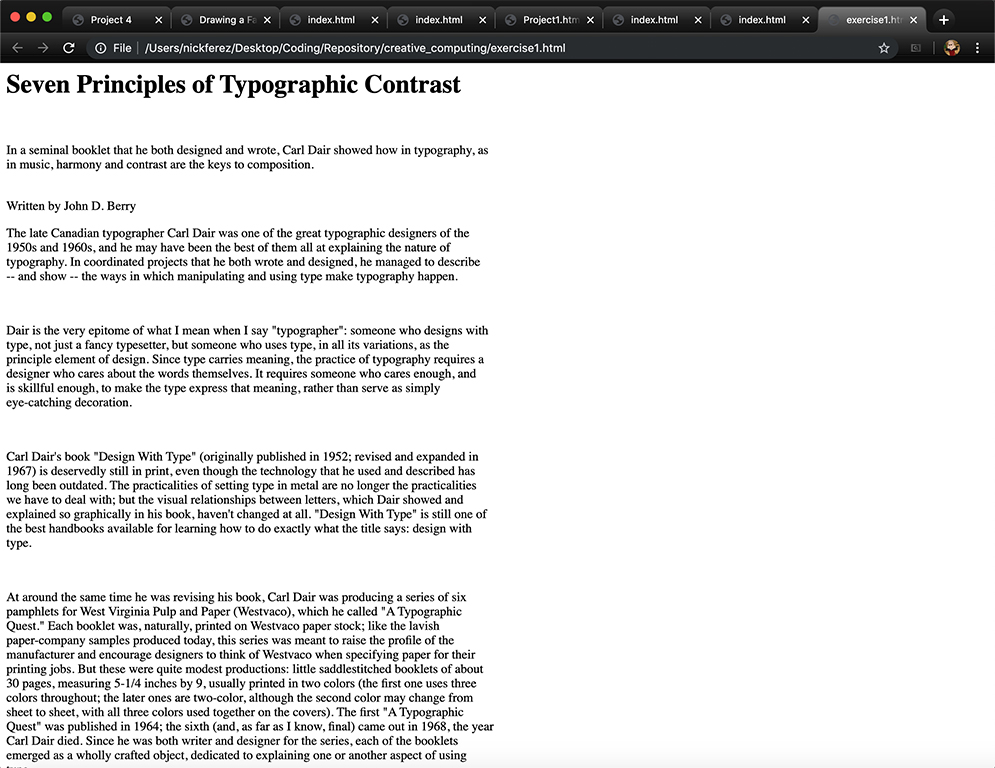 Project 4
Drawing a Fa
index.html
index.html
Project1.htm
index.html
index.html
exercise1.ht
File
/Users/nickferez/Desktop/Coding/Repository/creative_computing/exercise1.html
Seven Principles of Typographic Contrast
In a seminal booklet that he both designed and wrote, Carl Dair showed how in typography, as
in music, harmony and contrast are the keys to composition.
Written by John D. Berry
The late Canadian typographer Carl Dair was one of the great typographic designers of the
1950s and 1960s, and he may have been the best of them all at explaining the nature of
typography. In coordinated projects that he both wrote and designed, he managed to describe
-- and show -- the ways in which manipulating and using type make typography happen.
Dair is the very epitome of what I mean when I say "typographer": someone who designs with
type, not just a fancy typesetter, but someone who uses type, in all its variations, as the
principle element of design. Since type carries meaning, the practice of typography requires a
designer who cares about the words themselves. It requires someone who cares enough, and
is skillful enough, to make the type express that meaning, rather than serve as simply
eye-catching decoration.
Carl Dair's book "Design With Type" (originally published in 1952; revised and expanded in
1967) is deservedly still in print, even though the technology that he used and described has
long been outdated. The practicalities of setting type in metal are no longer the practicalities
we have to deal with; but the visual relationships between letters, which Dair showed and
explained so graphically in his book, haven't changed at all. "Design With Type" is still one of
the best handbooks available for learning how to do exactly what the title says: design with
type.
At around the same time he was revising his book, Carl Dair was producing a series of six
pamphlets for West Virginia Pulp and Paper (Westvaco), which he called "A Typographic
Quest." Each booklet was, naturally, printed on Westvaco paper stock; like the lavish
paper-company samples produced today, this series was meant to raise the profile of the
manufacturer and encourage designers to think of Westvaco when specifying paper for their
printing jobs. But these were quite modest productions: little saddlestitched booklets of about
30 pages, measuring 5-1/4 inches by 9, usually printed in two colors (the first one uses three
colors throughout; the later ones are two-color, although the second color may change from
sheet to sheet, with all three colors used together on the covers). The first "A Typographic
Quest" was published in 1964; the sixth (and, as far as I know, final) came out in 1968, the year
Carl Dair died. Since he was both writer and designer for the series, each of the booklets
emerged as a wholly crafted object, dedicated to explaining one or another aspect of using